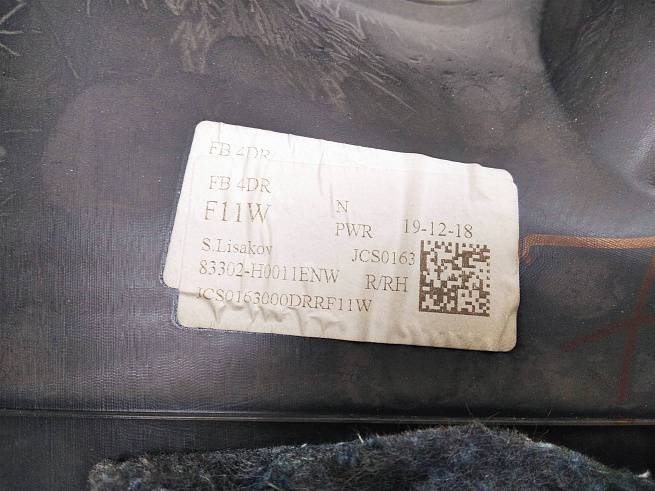 FB 4DR
FB 4DR
F11W N
PWR 19-12-18
S.Lisakov JCS0163
83302-H0011ENW R/RH
JCS0163000DRRF11W